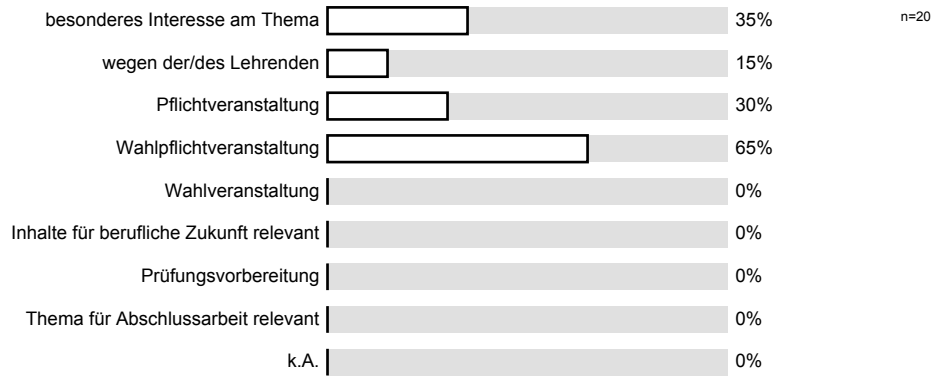 besonderes Interesse am Thema 35% n=20
wegen der/des Lehrenden 15%
Pflichtveranstaltung 30%
Wahlpflichtveranstaltung 65%
Wahlveranstaltung 0%
Inhalte für berufliche Zukunft relevant 0%
Prüfungsvorbereitung 0%
Thema für Abschlussarbeit relevant 0%
k.A. 0%